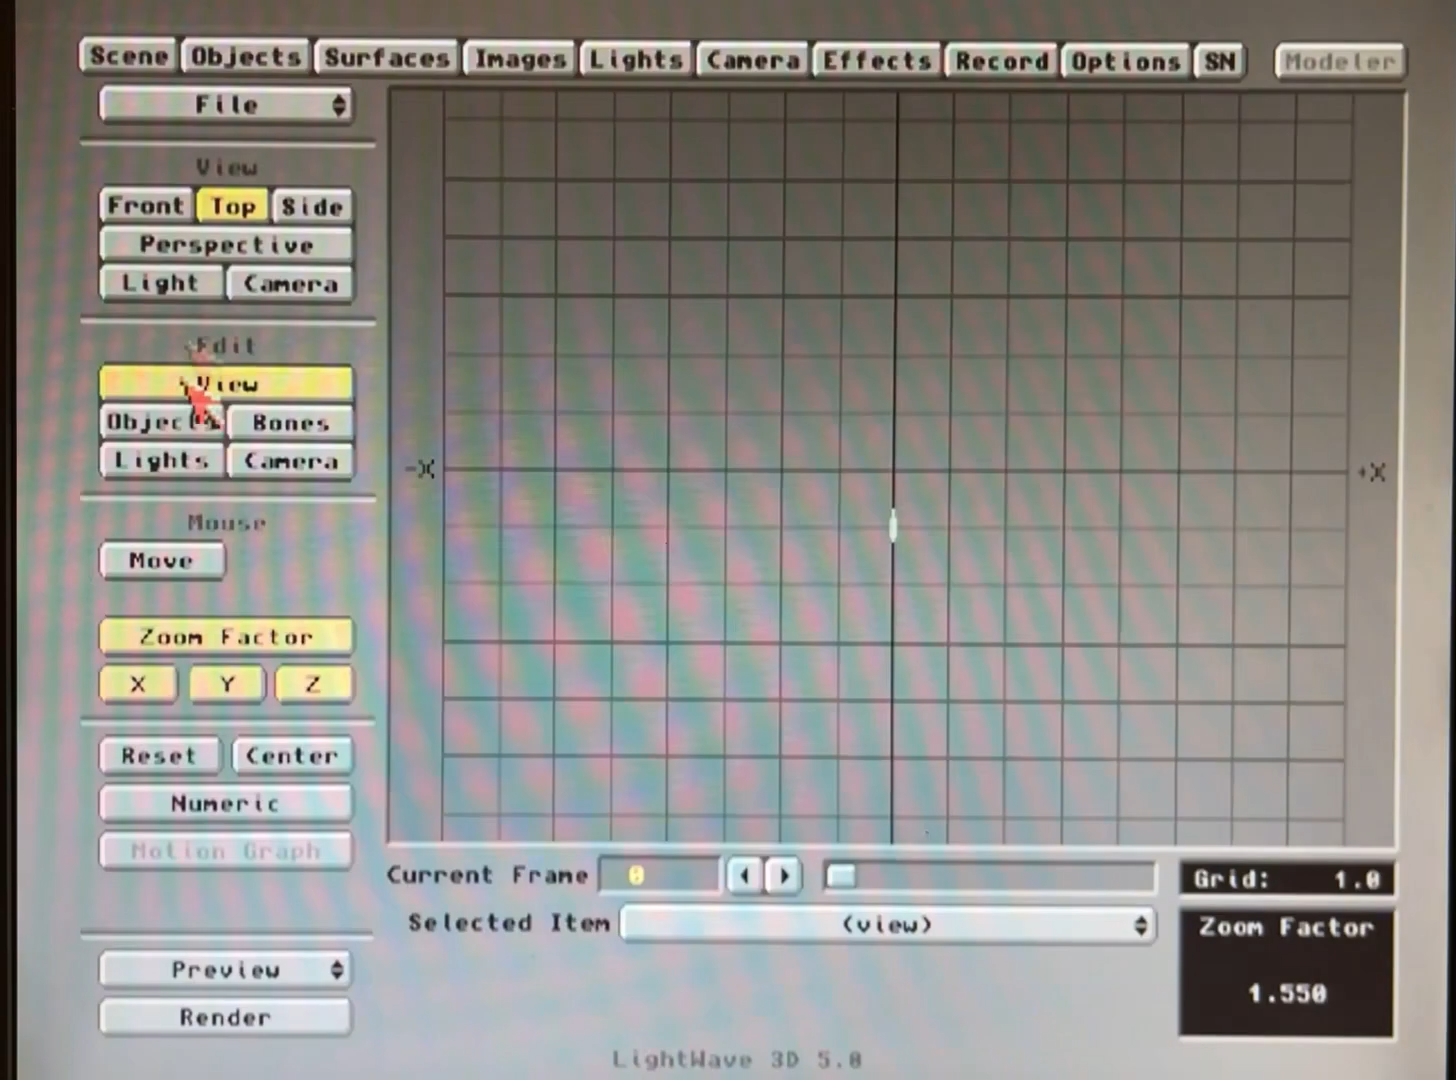 Scene Objects Surfaces Images Lights Camera Effects Record Options SN Modeler
File
View
Front Top Side
Perspective
Light Camera
Edit
View
Objects Bones
Lights Camera
-X +X
Mouse
Move
Zoom Factor
X Y Z
Reset Center
Numeric
Motion Graph
Current Frame 0
Grid: 1.0
Selected Item (view)
Zoom Factor
1.550
Preview
Render
LightWave 3D 5.0